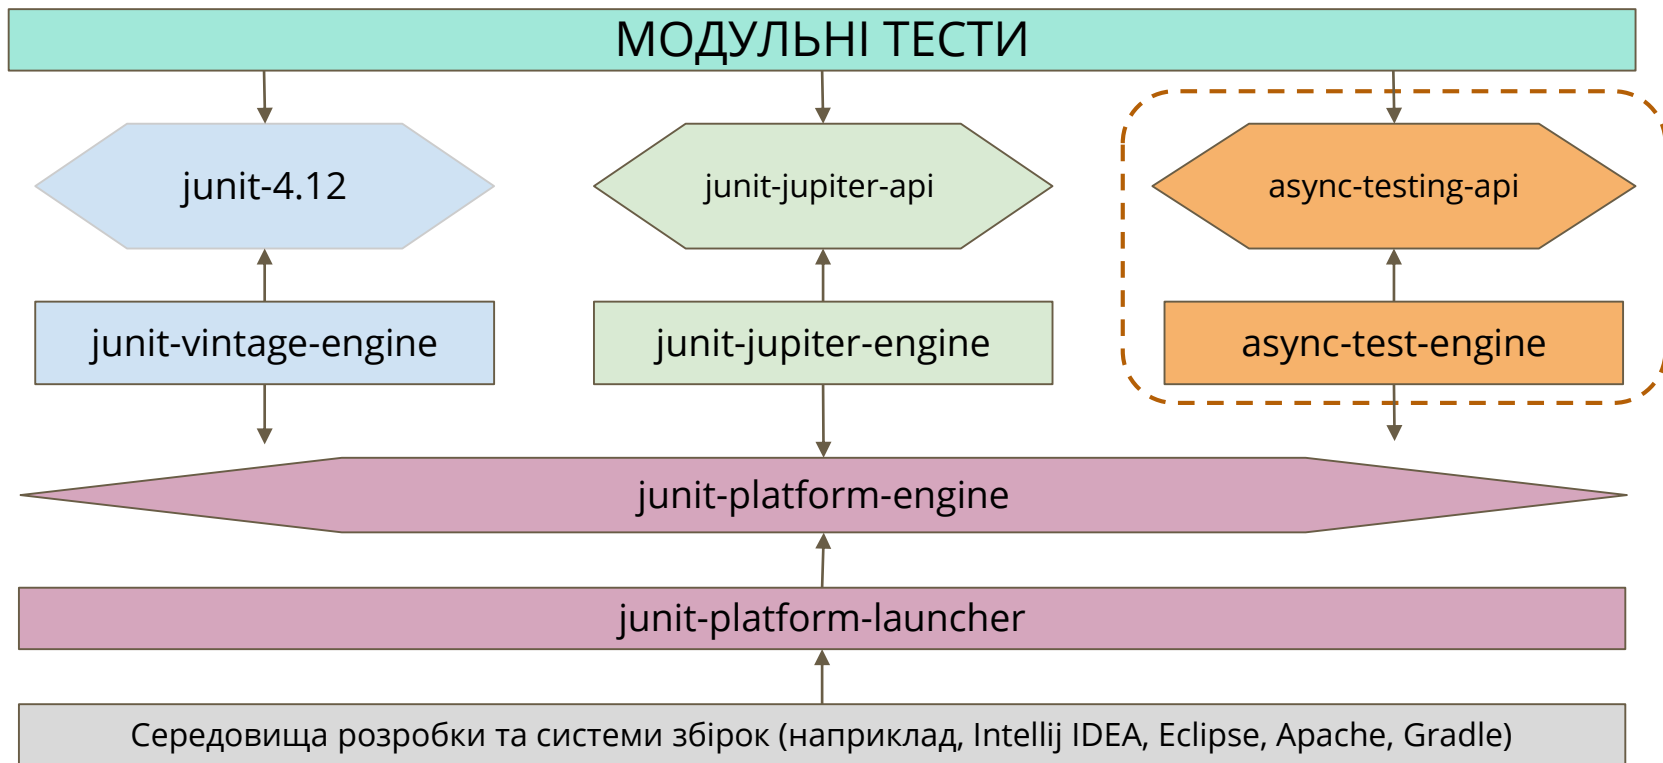 МОДУЛЬНІ ТЕСТИ
junit-4.12
junit-jupiter-api
async-testing-api
junit-vintage-engine
junit-jupiter-engine
async-test-engine
junit-platform-engine
junit-platform-launcher
Середовища розробки та системи збірок (наприклад, Intellij IDEA, Eclipse, Apache, Gradle)